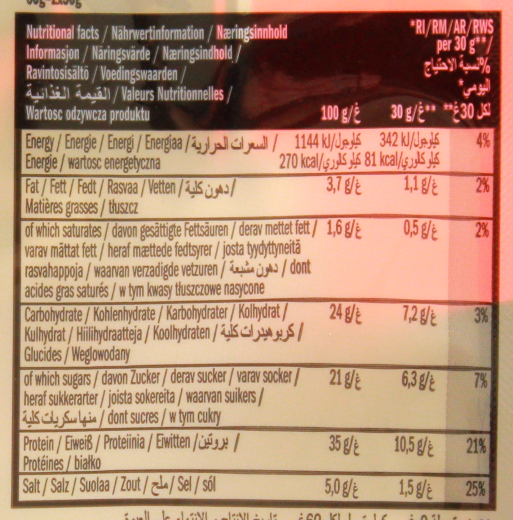 Nutritional facts / Nährwertinformation / Næringsinnhold
Informasjon / Näringsvärde / Næringsindhold /
Ravintosisältö / Voedingswaarden /
القيمة الغذائية / Valeurs Nutritionnelles /
Wartosc odżywcza produktu
100 g/غ
30 g/غ**
*RI/RM/AR/RWS
per 30 g**/
%نسبة الاحتياج
اليومي*
لكل 30غ**
Energy / Energie / Energi / Energiaa / السعرات الحرارية /
Energie / wartosc energetyczna
1144 kJ/كيلوجول 342 kJ/كيلوجول 4%
270 kcal/كيلو كالوري 81 kcal/كيلو كالوري
Fat / Fett / Fedt / Rasvaa / Vetten / دهون كلية / 3,7 g/غ 1,1 g/غ 2%
Matières grasses / tłuszcz
of which saturates / davon gesättigte Fettsäuren / derav mettet fett / 1,6 g/غ 0,5 g/غ 2%
varav mättat fett / heraf mættede fedtsyrer / josta tyydyttyneitä
rasvahappoja / waarvan verzadigde vetzuren / دهون مشبعة / dont
acides gras saturés / w tym kwasy tłuszczowe nasycone
Carbohydrate / Kohlenhydrate / Karbohydrater / Kolhydrat / 24 g/غ 7,2 g/غ 3%
Kulhydrat / Hiilihydraatteja / Koolhydraten / كربوهيدرات كلية /
Glucides / Weglowodany
of which sugars / davon Zucker / derav sukker / varav socker / 21 g/غ 6,3 g/غ 7%
heraf sukkerarter / joista sokereita / waarvan suikers /
منها سكريات كلية / dont sucres / w tym cukry
Protein / Eiweiß / Proteiinia / Eiwitten / بروتين / 35 g/غ 10,5 g/غ 21%
Protéines / białko
Salt / Salz / Suolaa / Zout / ملح / Sel / sól 5,0 g/غ 1,5 g/غ 25%